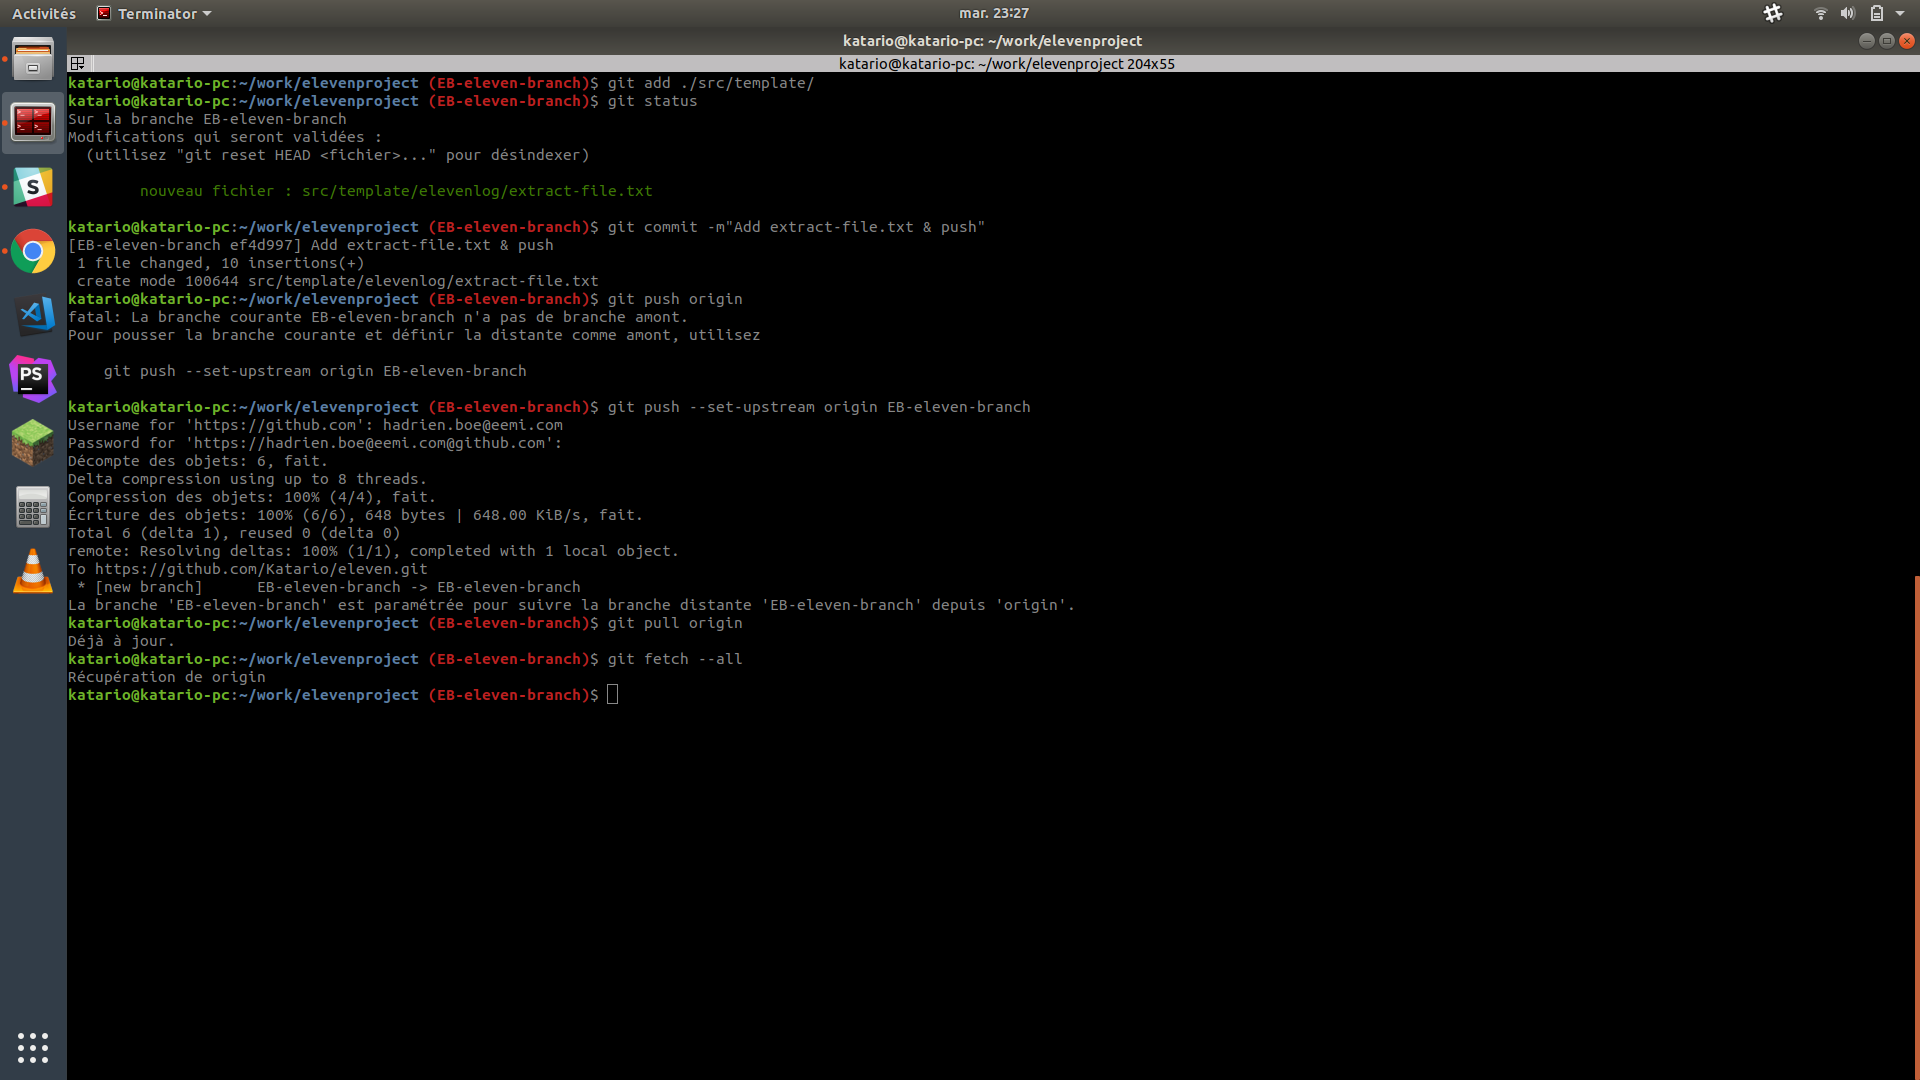 Activités Terminator mar. 23:27
katario@katario-pc: ~/work/elevenproject
katario@katario-pc: ~/work/elevenproject 204x55
katario@katario-pc:~/work/elevenproject (EB-eleven-branch)$ git add ./src/template/
katario@katario-pc:~/work/elevenproject (EB-eleven-branch)$ git status
Sur la branche EB-eleven-branch
Modifications qui seront validées :
  (utilisez "git reset HEAD <fichier>..." pour désindexer)
        nouveau fichier : src/template/elevenlog/extract-file.txt
katario@katario-pc:~/work/elevenproject (EB-eleven-branch)$ git commit -m"Add extract-file.txt & push"
[EB-eleven-branch ef4d997] Add extract-file.txt & push
 1 file changed, 10 insertions(+)
 create mode 100644 src/template/elevenlog/extract-file.txt
katario@katario-pc:~/work/elevenproject (EB-eleven-branch)$ git push origin
fatal: La branche courante EB-eleven-branch n'a pas de branche amont.
Pour pousser la branche courante et définir la distante comme amont, utilisez
    git push --set-upstream origin EB-eleven-branch
katario@katario-pc:~/work/elevenproject (EB-eleven-branch)$ git push --set-upstream origin EB-eleven-branch
Username for 'https://github.com': hadrien.boe@eemi.com
Password for 'https://hadrien.boe@eemi.com@github.com':
Décompte des objets: 6, fait.
Delta compression using up to 8 threads.
Compression des objets: 100% (4/4), fait.
Écriture des objets: 100% (6/6), 648 bytes | 648.00 KiB/s, fait.
Total 6 (delta 1), reused 0 (delta 0)
remote: Resolving deltas: 100% (1/1), completed with 1 local object.
To https://github.com/Katario/eleven.git
 * [new branch]      EB-eleven-branch -> EB-eleven-branch
La branche 'EB-eleven-branch' est paramétrée pour suivre la branche distante 'EB-eleven-branch' depuis 'origin'.
katario@katario-pc:~/work/elevenproject (EB-eleven-branch)$ git pull origin
Déjà à jour.
katario@katario-pc:~/work/elevenproject (EB-eleven-branch)$ git fetch --all
Récupération de origin
katario@katario-pc:~/work/elevenproject (EB-eleven-branch)$
S
PS